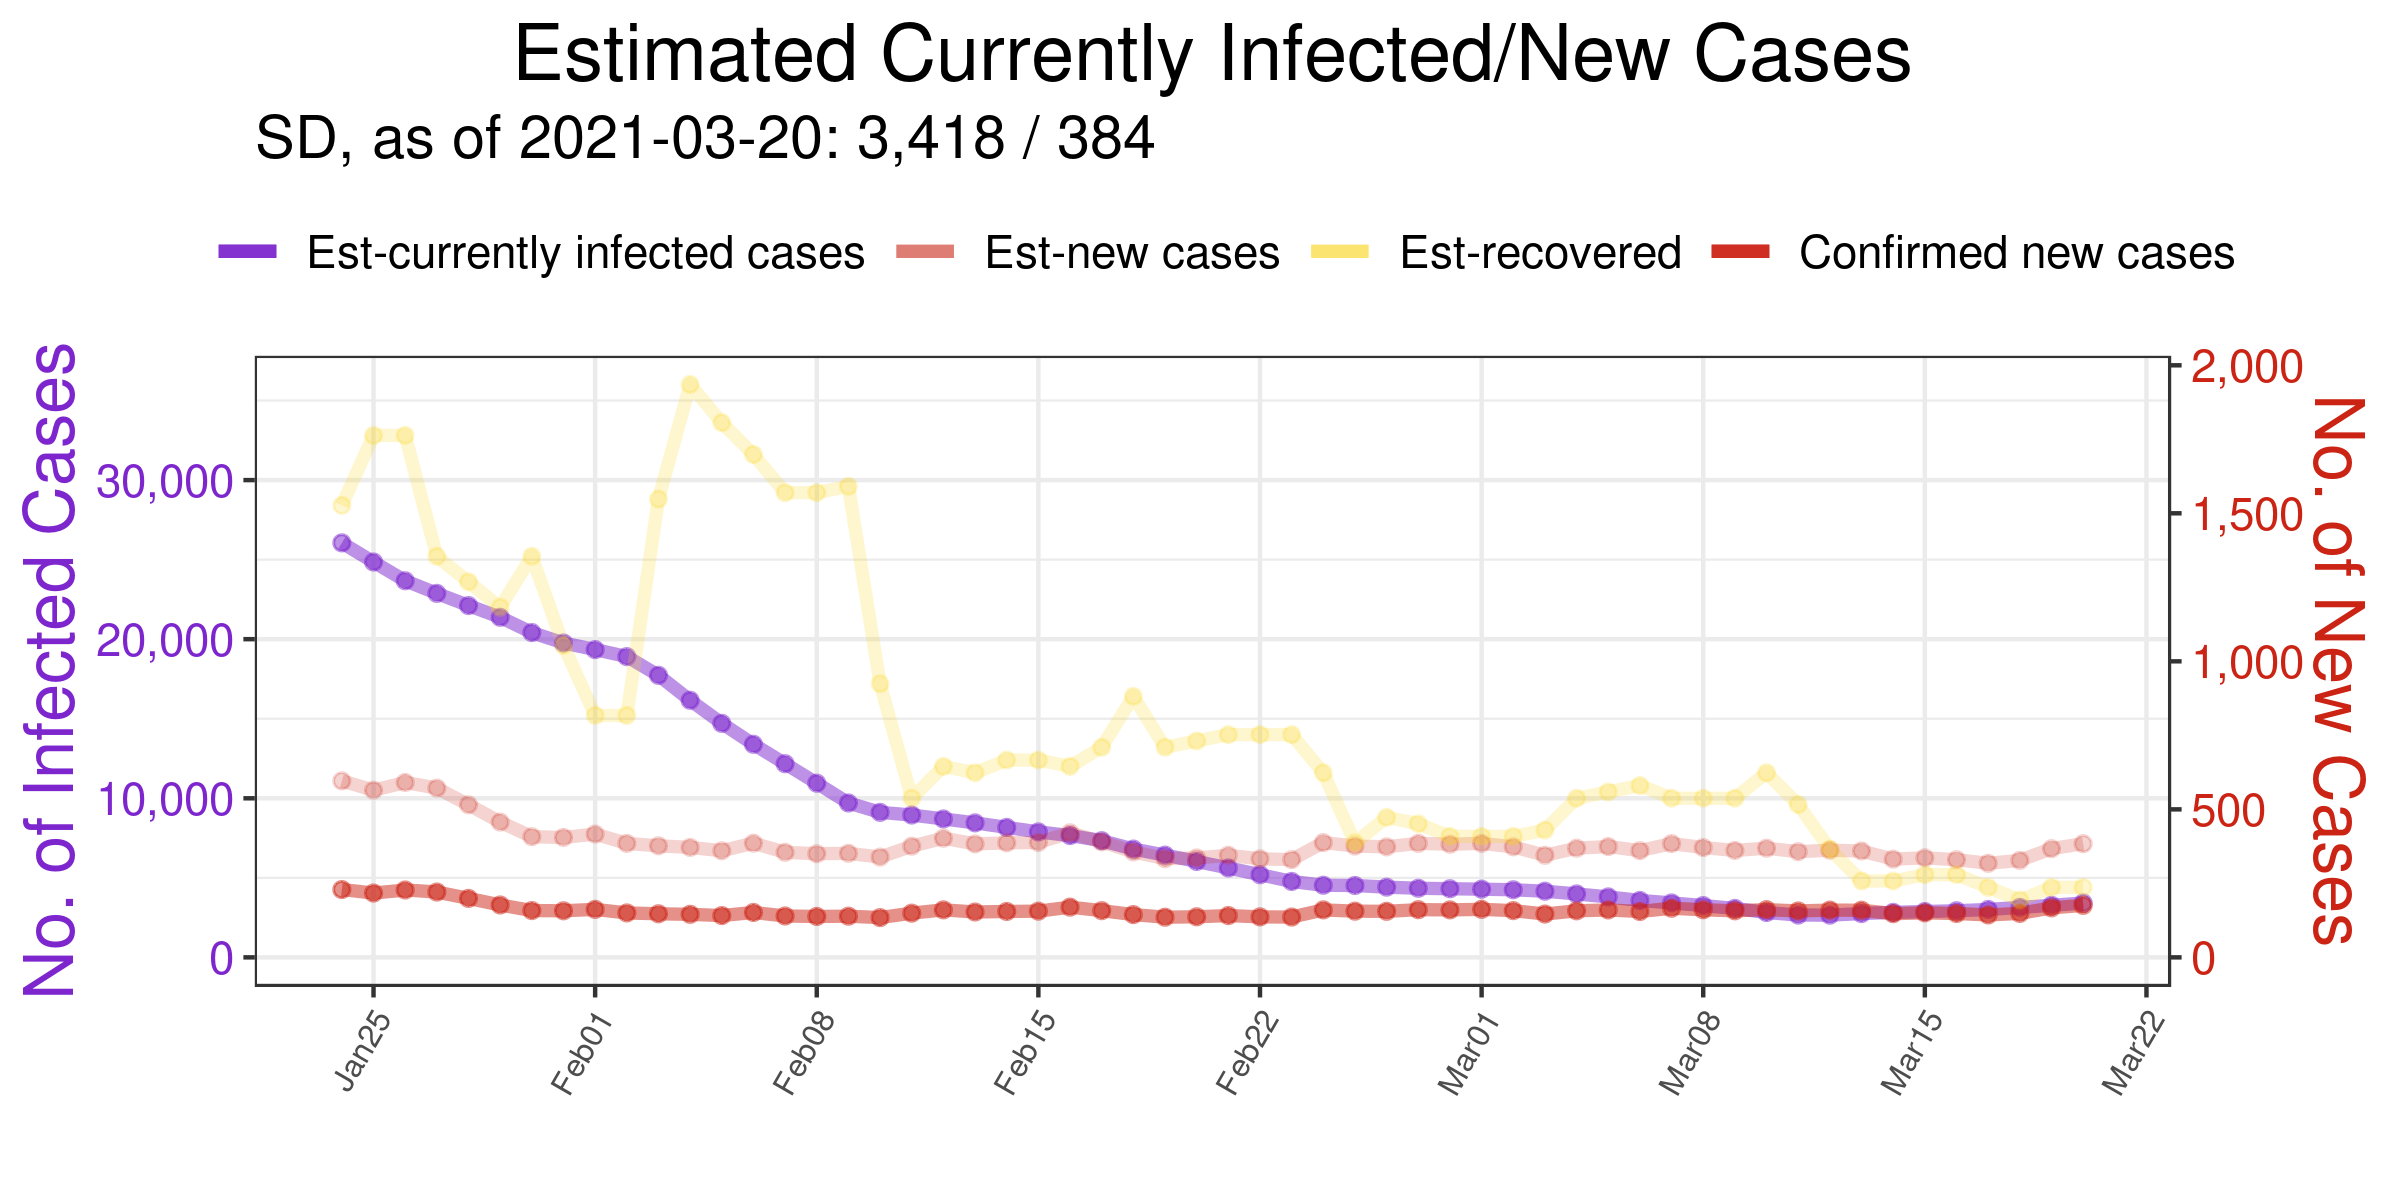 Estimated Currently Infected/New Cases
SD, as of 2021-03-20: 3,418 / 384
Est-currently infected cases Est-new cases Est-recovered Confirmed new cases
No. of Infected Cases
30,000
20,000
10,000
0
2,000
1,500
1,000
500
0
No. of New Cases
Jan25 Feb01 Feb08 Feb15 Feb22 Mar01 Mar08 Mar15 Mar22